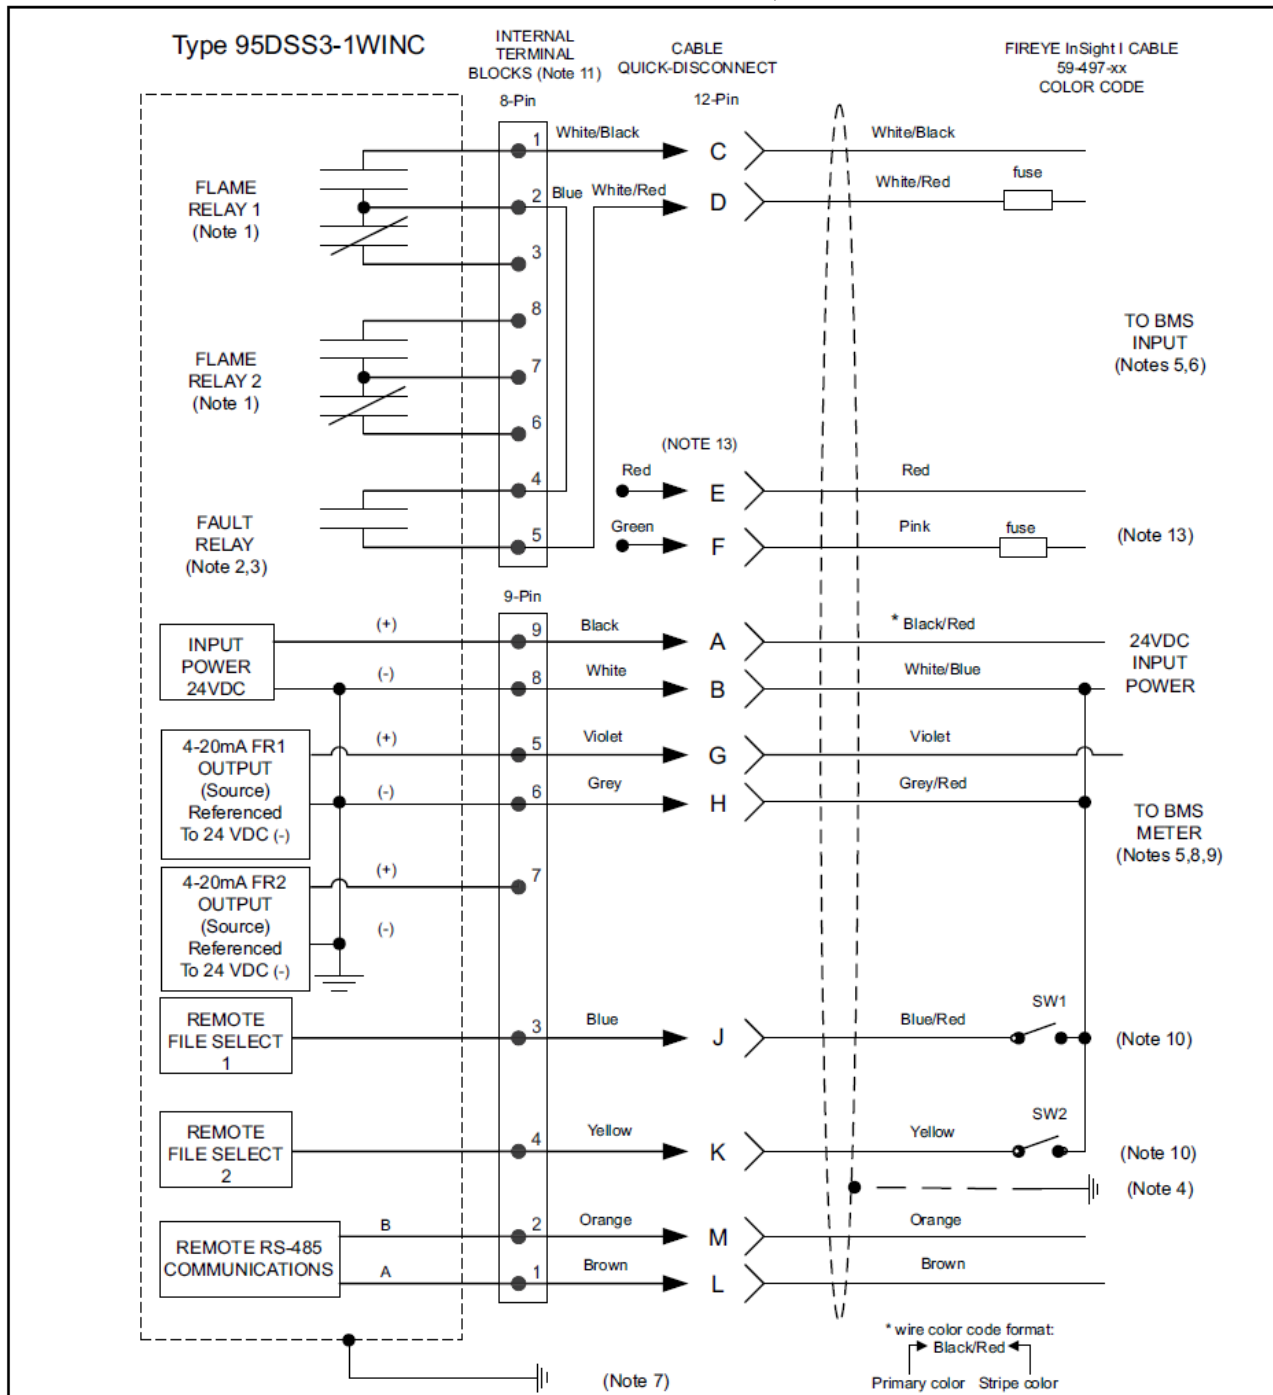 Type 95DSS3-1WINC
INTERNAL
TERMINAL
BLOCKS (Note 11)
CABLE
QUICK-DISCONNECT
FIREYE InSight I CABLE
59-497-xx
COLOR CODE
8-Pin
12-Pin
FLAME
RELAY 1
(Note 1)
1
White/Black
C
White/Black
2
Blue
White/Red
D
White/Red
fuse
3
FLAME
RELAY 2
(Note 1)
8
7
6
TO BMS
INPUT
(Notes 5,6)
(NOTE 13)
FAULT
RELAY
(Note 2,3)
4
Red
E
Red
5
Green
F
Pink
fuse
(Note 13)
9-Pin
INPUT
POWER
24VDC
(+)
9
Black
A
* Black/Red
(-)
8
White
B
White/Blue
24VDC
INPUT
POWER
4-20mA FR1
OUTPUT
(Source)
Referenced
To 24 VDC (-)
(+)
5
Violet
G
Violet
(-)
6
Grey
H
Grey/Red
TO BMS
METER
(Notes 5,8,9)
4-20mA FR2
OUTPUT
(Source)
Referenced
To 24 VDC (-)
(+)
7
(-)
REMOTE
FILE SELECT
1
3
Blue
J
Blue/Red
SW1
(Note 10)
REMOTE
FILE SELECT
2
4
Yellow
K
Yellow
SW2
(Note 10)
(Note 4)
REMOTE RS-485
COMMUNICATIONS
B
2
Orange
M
Orange
A
1
Brown
L
Brown
(Note 7)
* wire color code format:
Black/Red
Primary color Stripe color